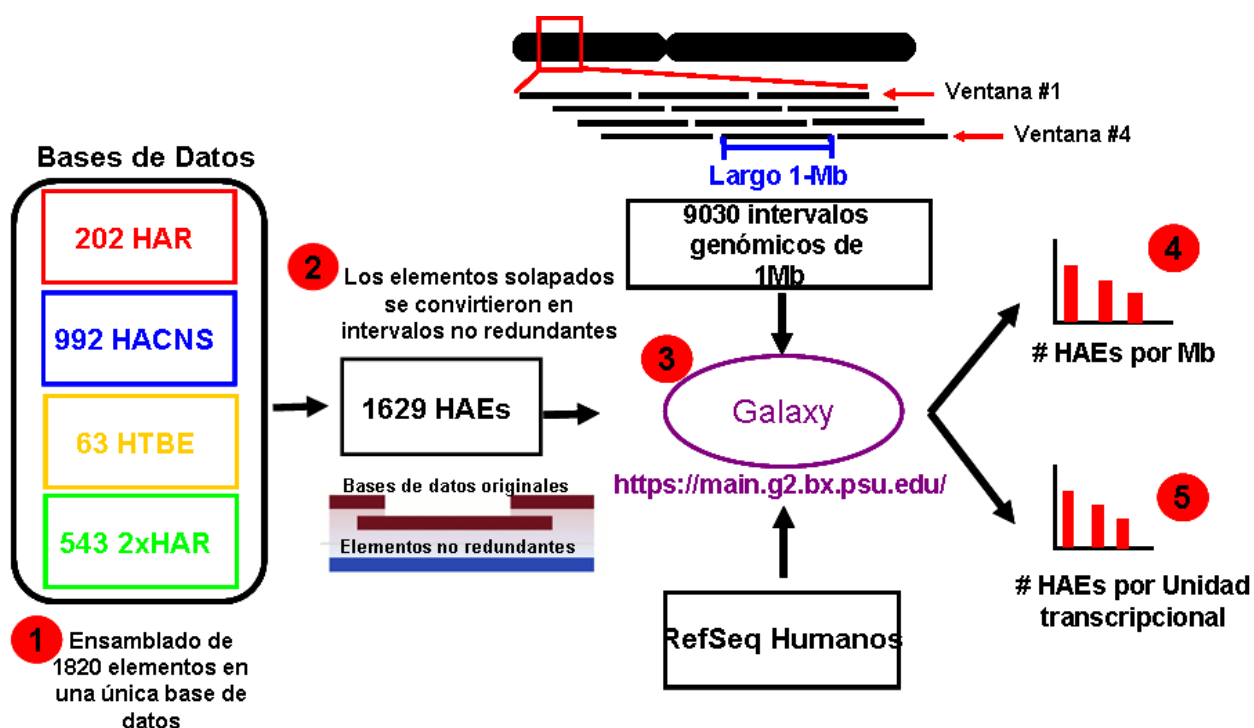 Ventana #1
Ventana #4
Largo 1-Mb
Bases de Datos
202 HAR
992 HACNS
63 HTBE
543 2xHAR
1
Ensamblado de
1820 elementos en
una única base de
datos
2
Los elementos solapados
se convirtieron en
intervalos no redundantes
1629 HAEs
Bases de datos originales
Elementos no redundantes
9030 intervalos
genómicos de
1Mb
3
Galaxy
https://main.g2.bx.psu.edu/
RefSeq Humanos
4
# HAEs por Mb
5
# HAEs por Unidad
transcripcional